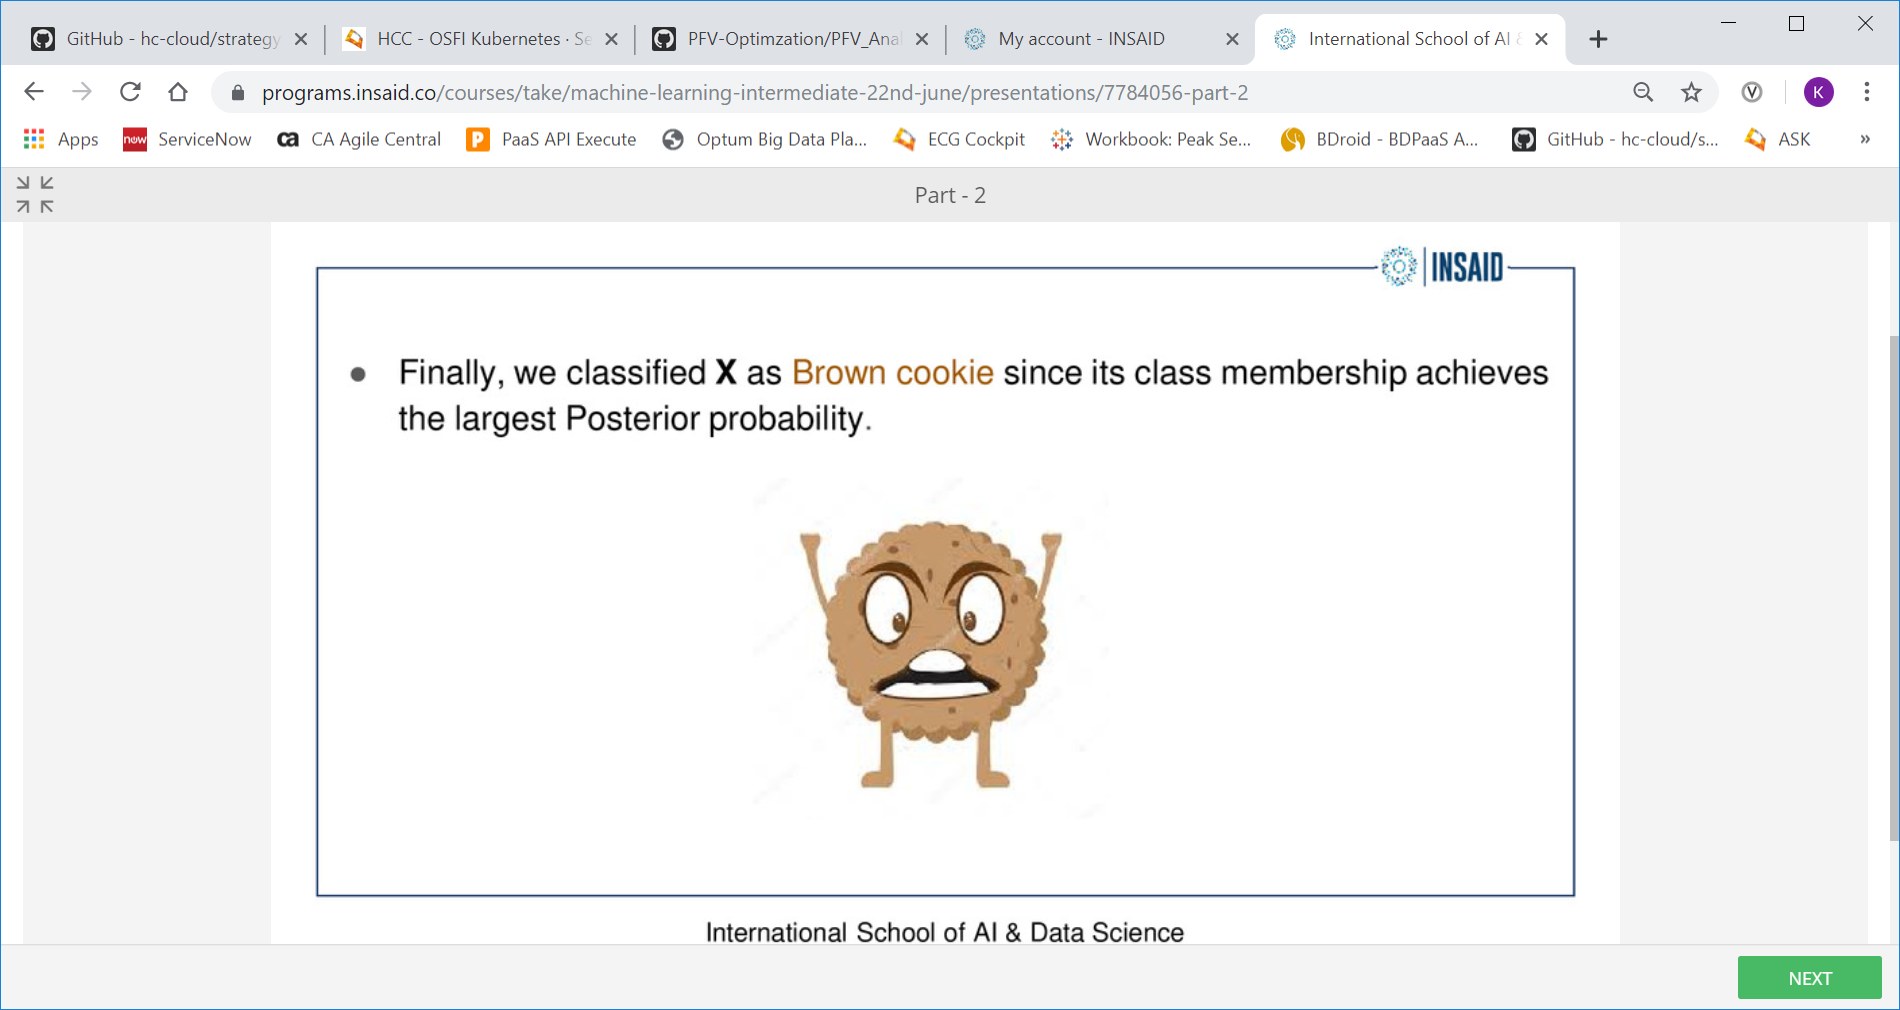 GitHub - hc-cloud/strategy
HCC - OSFI Kubernetes · Se
PFV-Optimzation/PFV_Anal
My account - INSAID
International School of AI &
programs.insaid.co/courses/take/machine-learning-intermediate-22nd-june/presentations/7784056-part-2
K
Apps
now
ServiceNow
ca
CA Agile Central
P
PaaS API Execute
Optum Big Data Pla...
ECG Cockpit
Workbook: Peak Se...
BDroid - BDPaaS A...
GitHub - hc-cloud/s...
ASK
»
Part - 2
INSAID
Finally, we classified X as Brown cookie since its class membership achieves
the largest Posterior probability.
International School of AI & Data Science
NEXT